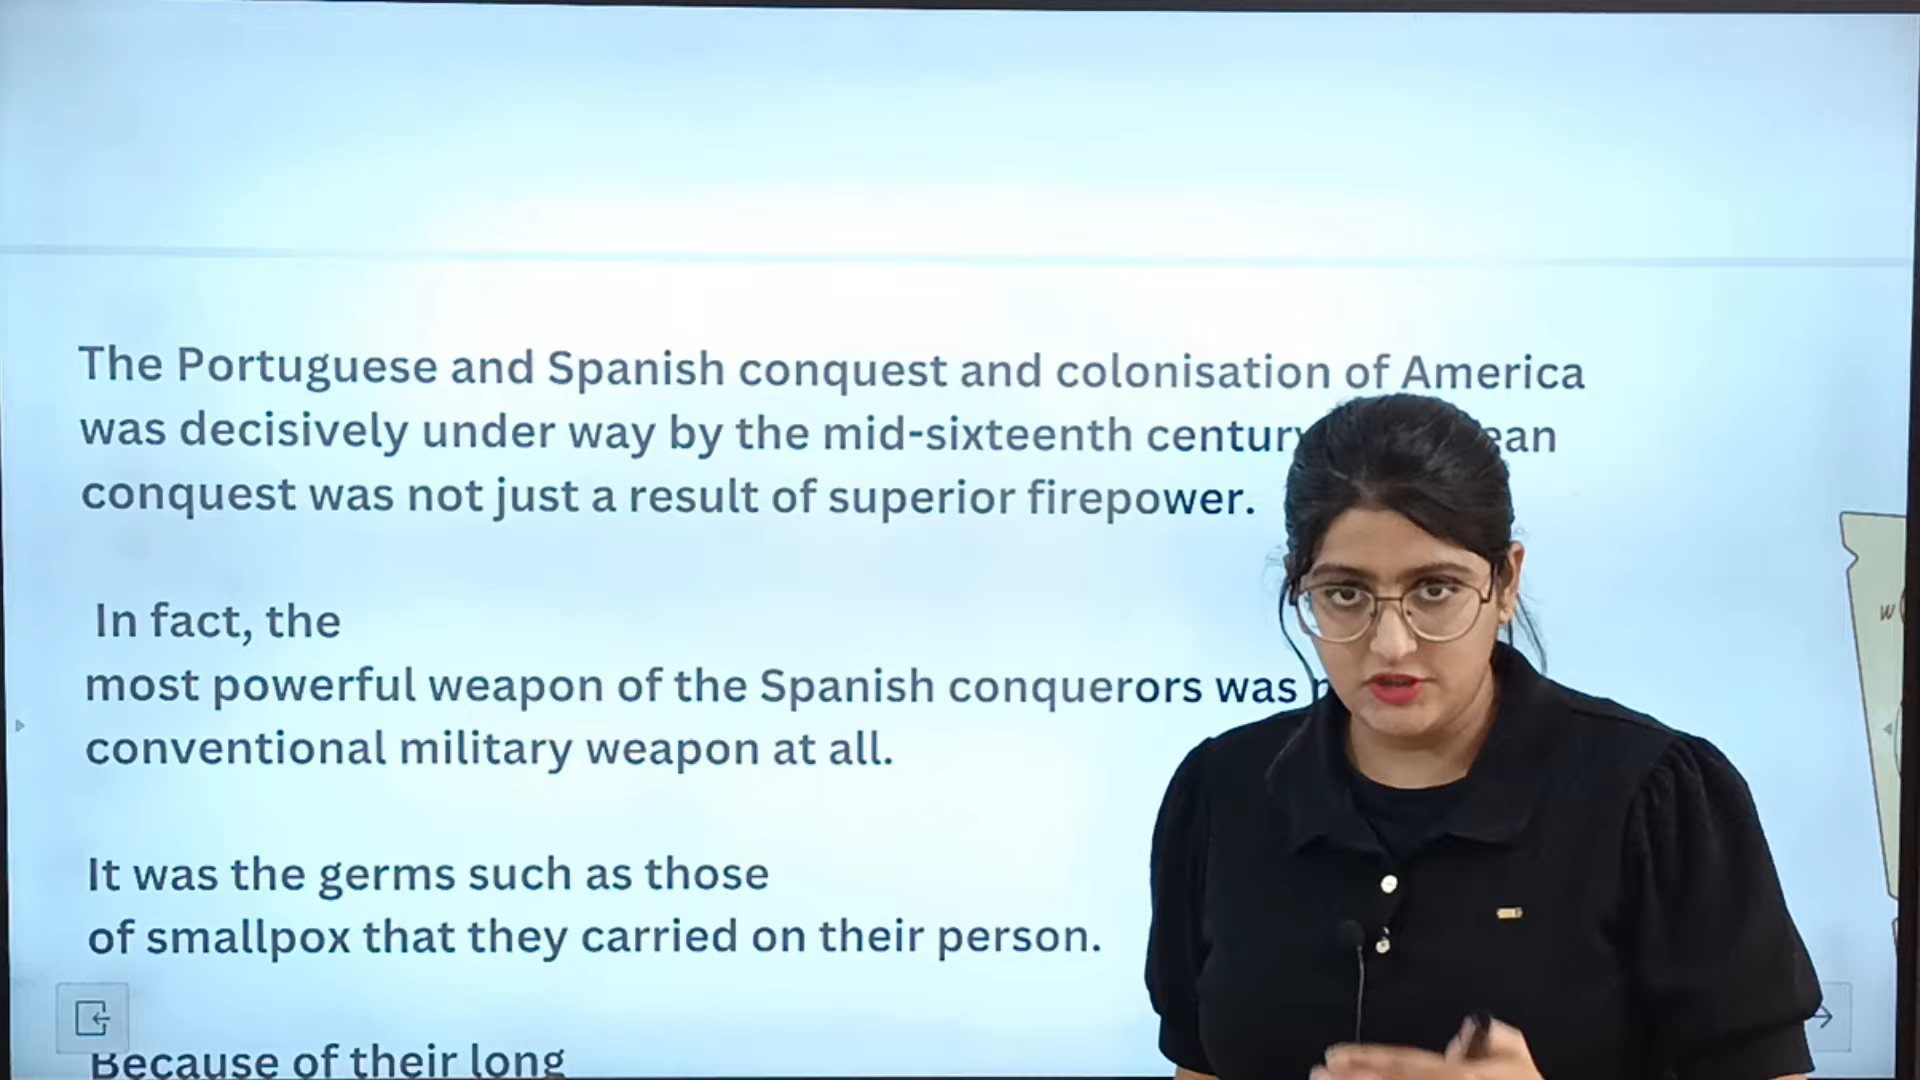 The Portuguese and Spanish conquest and colonisation of America
was decisively under way by the mid-sixteenth
conquest was not just a result of superior firepower.
In fact, the
most powerful weapon of the Spanish conquerors was
conventional military weapon at all.
It was the germs such as those
of smallpox that they carried on their person.
Because of their long